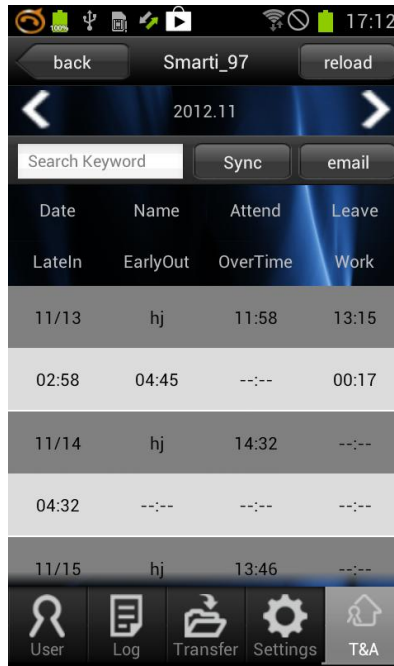 100% 17:12
back Smarti_97 reload
2012.11
Search Keyword Sync email
Date Name Attend Leave
LateIn EarlyOut OverTime Work
11/13 hj 11:58 13:15
02:58 04:45 --:-- 00:17
11/14 hj 14:32 --:--
04:32 --:-- --:-- --:--
11/15 hj 13:46 --:--
User Log Transfer Settings T&A